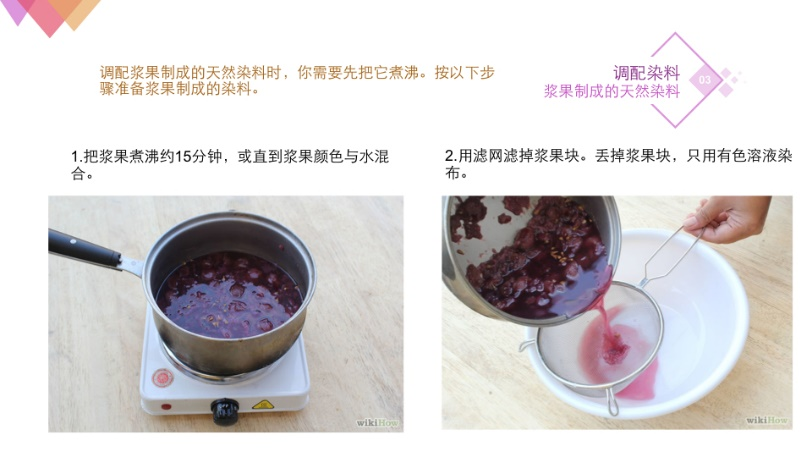 调配浆果制成的天然染料时，你需要先把它煮沸。按以下步
骤准备浆果制成的染料。
调配染料
浆果制成的天然染料
03
1.把浆果煮沸约15分钟，或直到浆果颜色与水混
合。
2.用滤网滤掉浆果块。丢掉浆果块，只用有色溶液染
布。
wikiHow
wikiHow